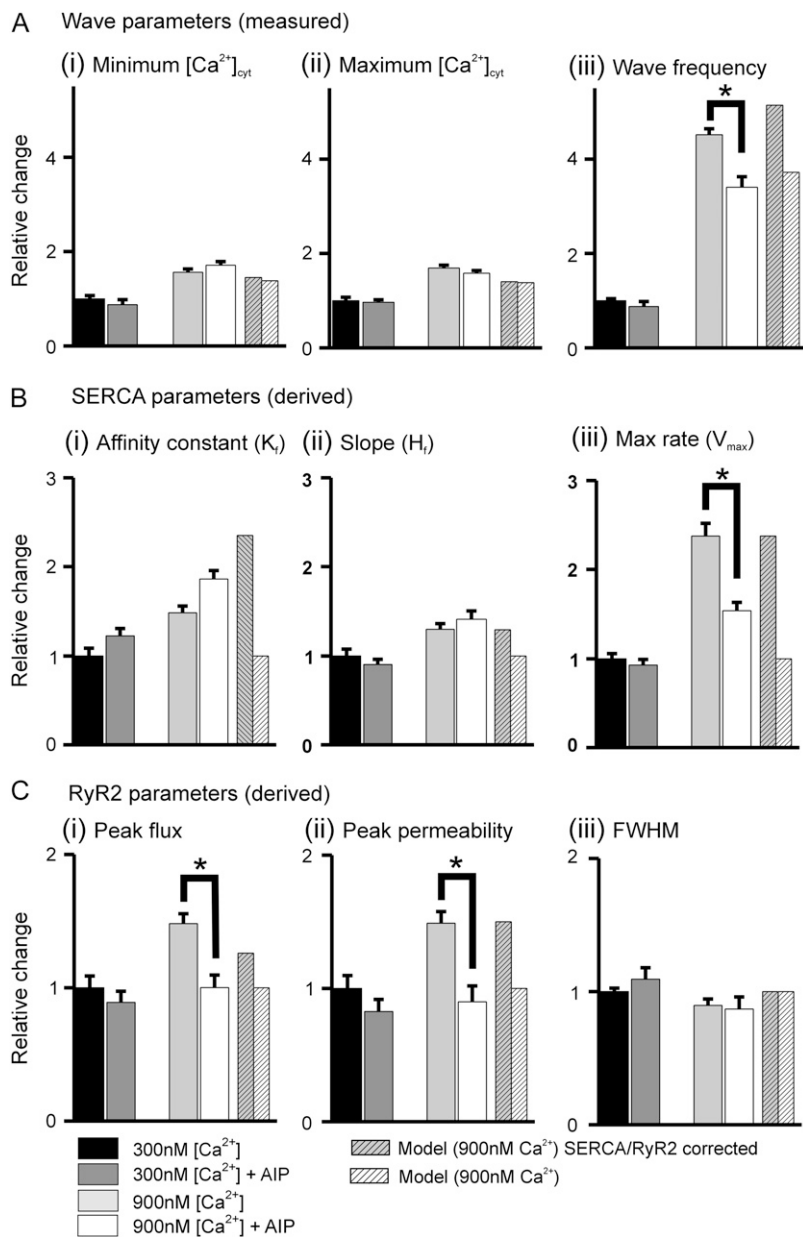 A Wave parameters (measured)
(i) Minimum [Ca²⁺]cyt
(ii) Maximum [Ca²⁺]cyt
(iii) Wave frequency
Relative change
4
2
0
4
2
0
4
2
0
*
B SERCA parameters (derived)
(i) Affinity constant (Kf)
(ii) Slope (Hf)
(iii) Max rate (Vmax)
Relative change
3
2
1
0
3
2
1
0
3
2
1
0
*
C RyR2 parameters (derived)
(i) Peak flux
(ii) Peak permeability
(iii) FWHM
Relative change
2
1
0
2
1
0
2
1
0
*
*
300nM [Ca²⁺]
300nM [Ca²⁺] + AIP
900nM [Ca²⁺]
900nM [Ca²⁺] + AIP
Model (900nM Ca²⁺) SERCA/RyR2 corrected
Model (900nM Ca²⁺)